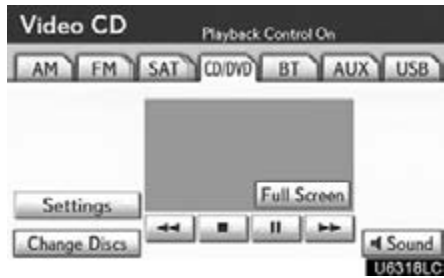 Video CD
Playback Control On
AM FM SAT CD/DVD BT AUX USB
Full Screen
Settings
Change Discs
Sound
U6318LC